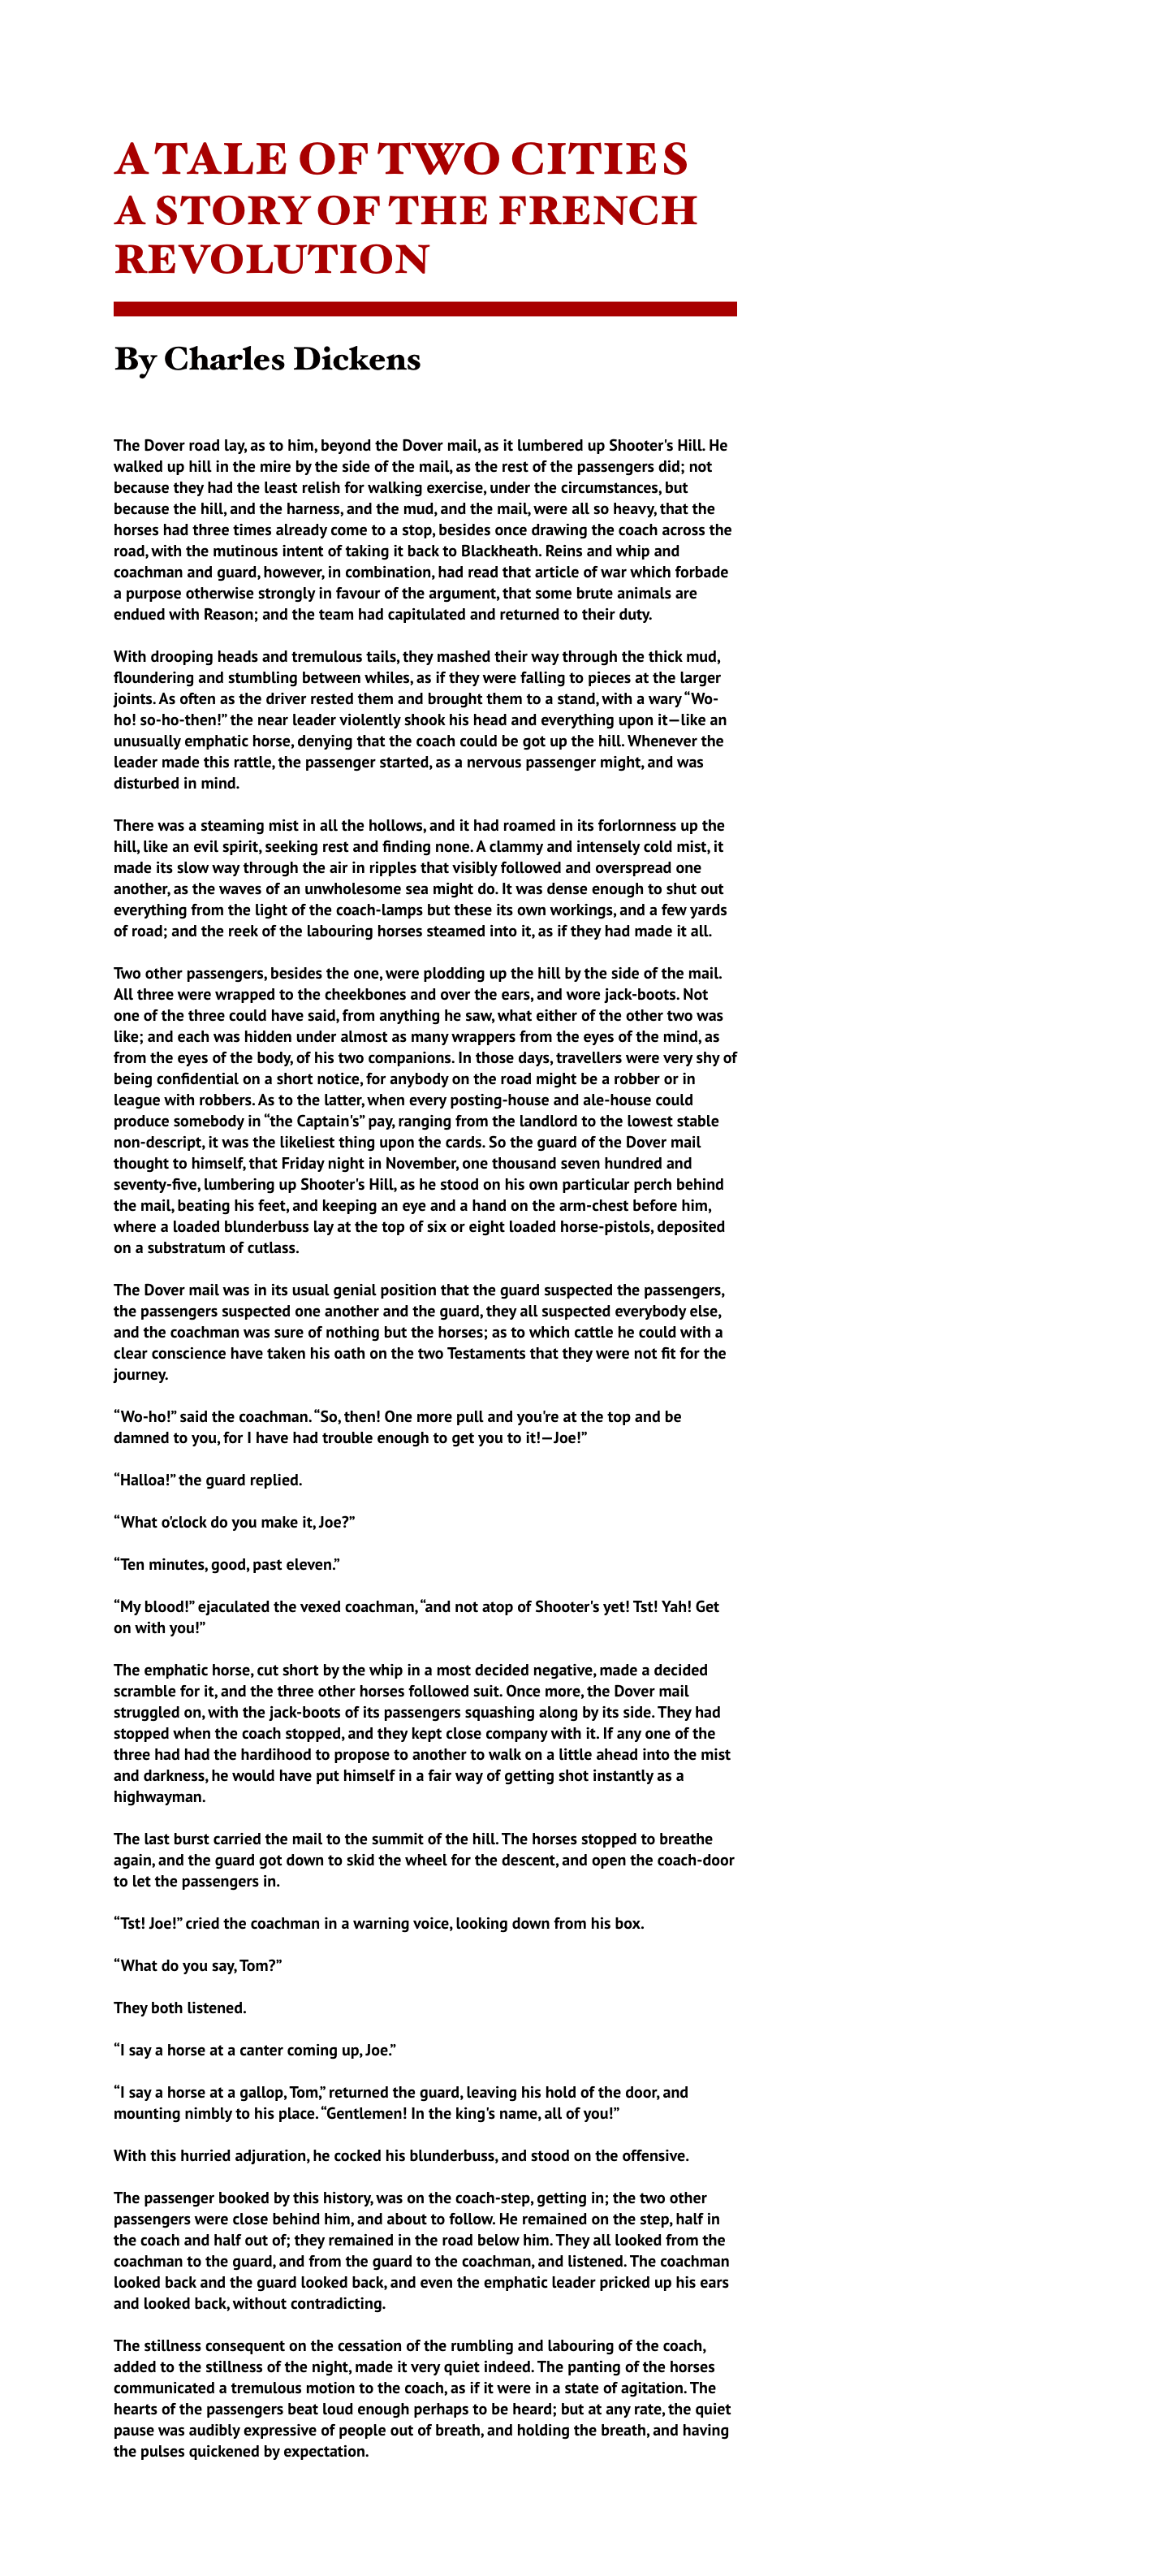 A TALE OF TWO CITIES
A STORY OF THE FRENCH
REVOLUTION
By Charles Dickens
The Dover road lay, as to him, beyond the Dover mail, as it lumbered up Shooter's Hill. He
walked up hill in the mire by the side of the mail, as the rest of the passengers did; not
because they had the least relish for walking exercise, under the circumstances, but
because the hill, and the harness, and the mud, and the mail, were all so heavy, that the
horses had three times already come to a stop, besides once drawing the coach across the
road, with the mutinous intent of taking it back to Blackheath. Reins and whip and
coachman and guard, however, in combination, had read that article of war which forbade
a purpose otherwise strongly in favour of the argument, that some brute animals are
endued with Reason; and the team had capitulated and returned to their duty.
With drooping heads and tremulous tails, they mashed their way through the thick mud,
floundering and stumbling between whiles, as if they were falling to pieces at the larger
joints. As often as the driver rested them and brought them to a stand, with a wary “Wo-
ho! so-ho-then!” the near leader violently shook his head and everything upon it—like an
unusually emphatic horse, denying that the coach could be got up the hill. Whenever the
leader made this rattle, the passenger started, as a nervous passenger might, and was
disturbed in mind.
There was a steaming mist in all the hollows, and it had roamed in its forlornness up the
hill, like an evil spirit, seeking rest and finding none. A clammy and intensely cold mist, it
made its slow way through the air in ripples that visibly followed and overspread one
another, as the waves of an unwholesome sea might do. It was dense enough to shut out
everything from the light of the coach-lamps but these its own workings, and a few yards
of road; and the reek of the labouring horses steamed into it, as if they had made it all.
Two other passengers, besides the one, were plodding up the hill by the side of the mail.
All three were wrapped to the cheekbones and over the ears, and wore jack-boots. Not
one of the three could have said, from anything he saw, what either of the other two was
like; and each was hidden under almost as many wrappers from the eyes of the mind, as
from the eyes of the body, of his two companions. In those days, travellers were very shy of
being confidential on a short notice, for anybody on the road might be a robber or in
league with robbers. As to the latter, when every posting-house and ale-house could
produce somebody in “the Captain's” pay, ranging from the landlord to the lowest stable
non-descript, it was the likeliest thing upon the cards. So the guard of the Dover mail
thought to himself, that Friday night in November, one thousand seven hundred and
seventy-five, lumbering up Shooter's Hill, as he stood on his own particular perch behind
the mail, beating his feet, and keeping an eye and a hand on the arm-chest before him,
where a loaded blunderbuss lay at the top of six or eight loaded horse-pistols, deposited
on a substratum of cutlass.
The Dover mail was in its usual genial position that the guard suspected the passengers,
the passengers suspected one another and the guard, they all suspected everybody else,
and the coachman was sure of nothing but the horses; as to which cattle he could with a
clear conscience have taken his oath on the two Testaments that they were not fit for the
journey.
“Wo-ho!” said the coachman. “So, then! One more pull and you're at the top and be
damned to you, for I have had trouble enough to get you to it!—Joe!”
“Halloa!” the guard replied.
“What o'clock do you make it, Joe?”
“Ten minutes, good, past eleven.”
“My blood!” ejaculated the vexed coachman, “and not atop of Shooter's yet! Tst! Yah! Get
on with you!”
The emphatic horse, cut short by the whip in a most decided negative, made a decided
scramble for it, and the three other horses followed suit. Once more, the Dover mail
struggled on, with the jack-boots of its passengers squashing along by its side. They had
stopped when the coach stopped, and they kept close company with it. If any one of the
three had had the hardihood to propose to another to walk on a little ahead into the mist
and darkness, he would have put himself in a fair way of getting shot instantly as a
highwayman.
The last burst carried the mail to the summit of the hill. The horses stopped to breathe
again, and the guard got down to skid the wheel for the descent, and open the coach-door
to let the passengers in.
“Tst! Joe!” cried the coachman in a warning voice, looking down from his box.
“What do you say, Tom?”
They both listened.
“I say a horse at a canter coming up, Joe.”
“I say a horse at a gallop, Tom,” returned the guard, leaving his hold of the door, and
mounting nimbly to his place. “Gentlemen! In the king's name, all of you!”
With this hurried adjuration, he cocked his blunderbuss, and stood on the offensive.
The passenger booked by this history, was on the coach-step, getting in; the two other
passengers were close behind him, and about to follow. He remained on the step, half in
the coach and half out of; they remained in the road below him. They all looked from the
coachman to the guard, and from the guard to the coachman, and listened. The coachman
looked back and the guard looked back, and even the emphatic leader pricked up his ears
and looked back, without contradicting.
The stillness consequent on the cessation of the rumbling and labouring of the coach,
added to the stillness of the night, made it very quiet indeed. The panting of the horses
communicated a tremulous motion to the coach, as if it were in a state of agitation. The
hearts of the passengers beat loud enough perhaps to be heard; but at any rate, the quiet
pause was audibly expressive of people out of breath, and holding the breath, and having
the pulses quickened by expectation.